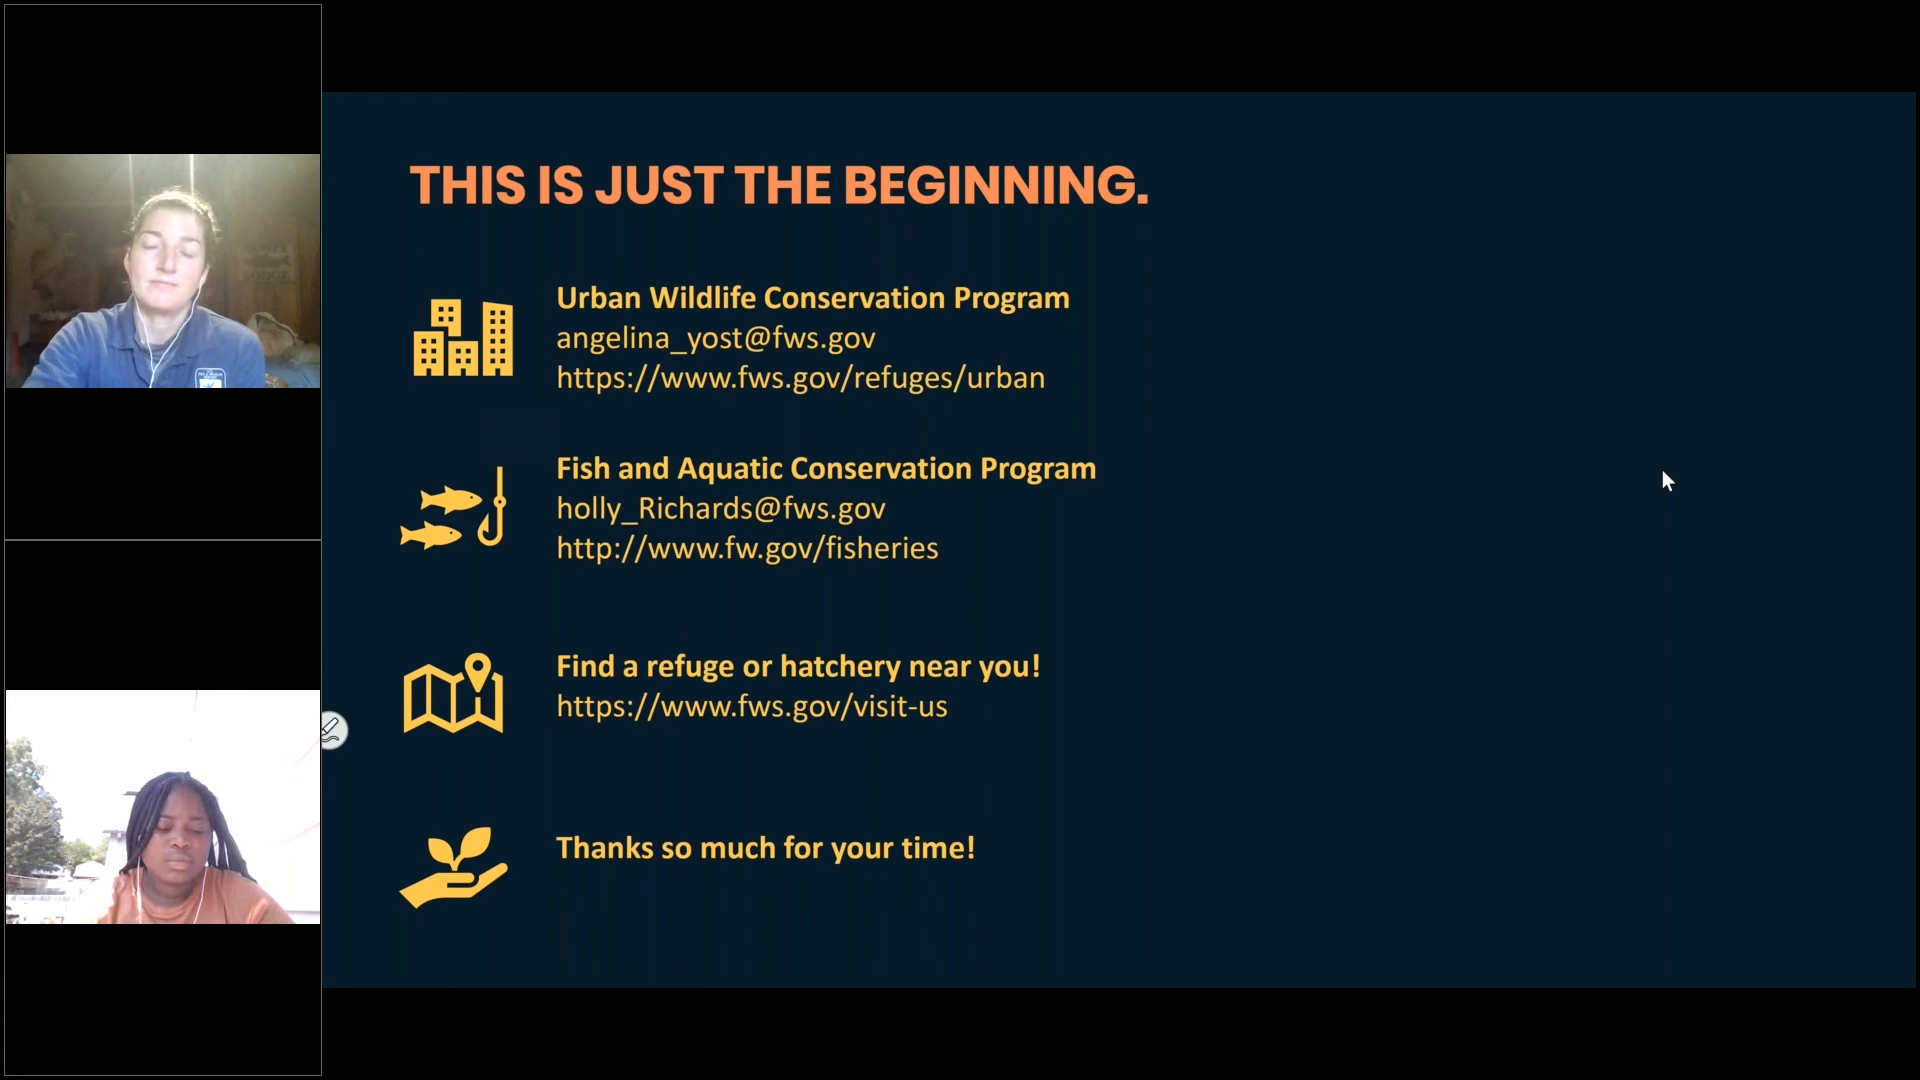 THIS IS JUST THE BEGINNING.
Urban Wildlife Conservation Program
angelina_yost@fws.gov
https://www.fws.gov/refuges/urban
Fish and Aquatic Conservation Program
holly_Richards@fws.gov
http://www.fw.gov/fisheries
Find a refuge or hatchery near you!
https://www.fws.gov/visit-us
Thanks so much for your time!